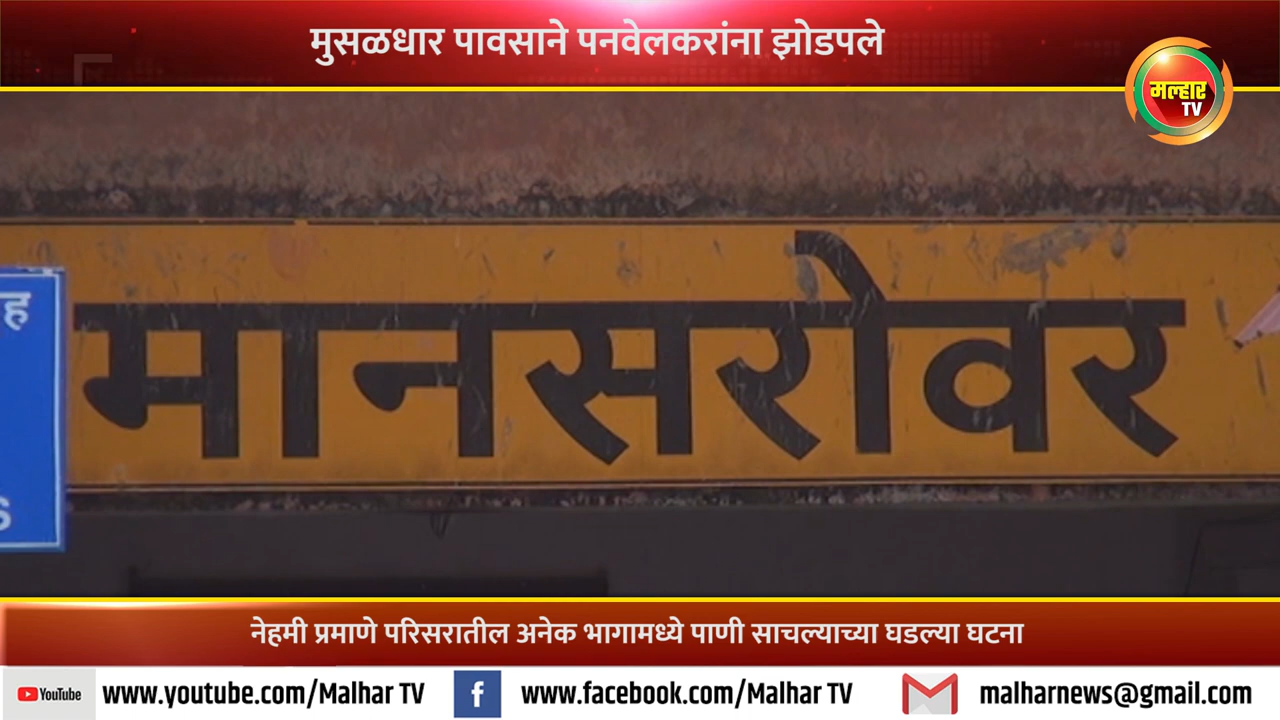 मुसळधार पावसाने पनवेलकरांना झोडपले
मल्हार
TV
ह
मानसरोवर
नेहमी प्रमाणे परिसरातील अनेक भागामध्ये पाणी साचल्याच्या घडल्या घटना
YouTube
www.youtube.com/Malhar TV
f
www.facebook.com/Malhar TV
malharnews@gmail.com